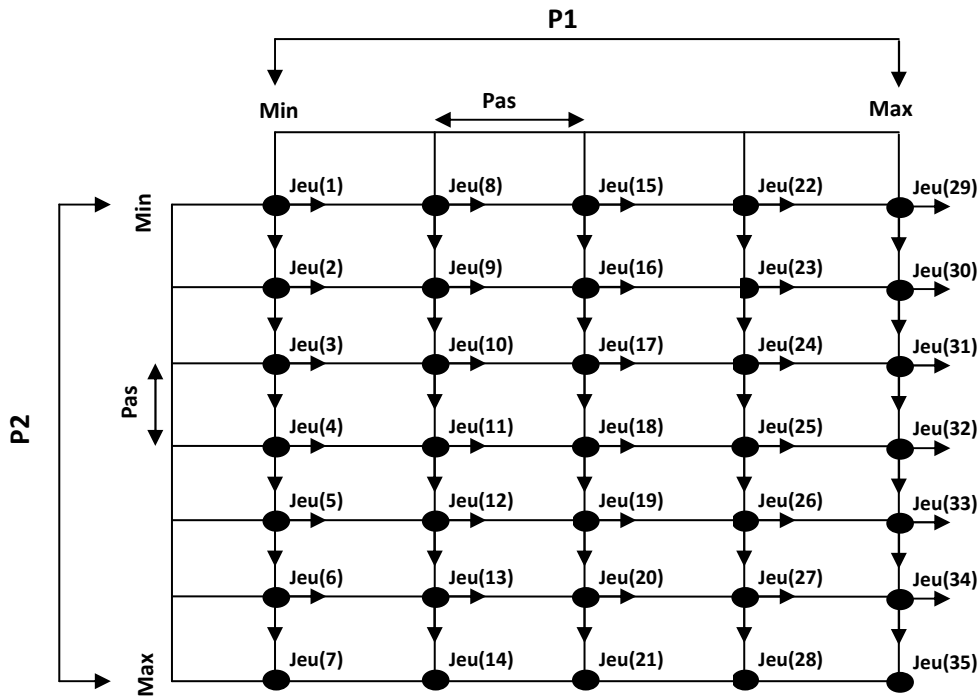 P1
Min
Pas
Max
P2
Min
Pas
Max
Jeu(1) Jeu(8) Jeu(15) Jeu(22) Jeu(29)
Jeu(2) Jeu(9) Jeu(16) Jeu(23) Jeu(30)
Jeu(3) Jeu(10) Jeu(17) Jeu(24) Jeu(31)
Jeu(4) Jeu(11) Jeu(18) Jeu(25) Jeu(32)
Jeu(5) Jeu(12) Jeu(19) Jeu(26) Jeu(33)
Jeu(6) Jeu(13) Jeu(20) Jeu(27) Jeu(34)
Jeu(7) Jeu(14) Jeu(21) Jeu(28) Jeu(35)